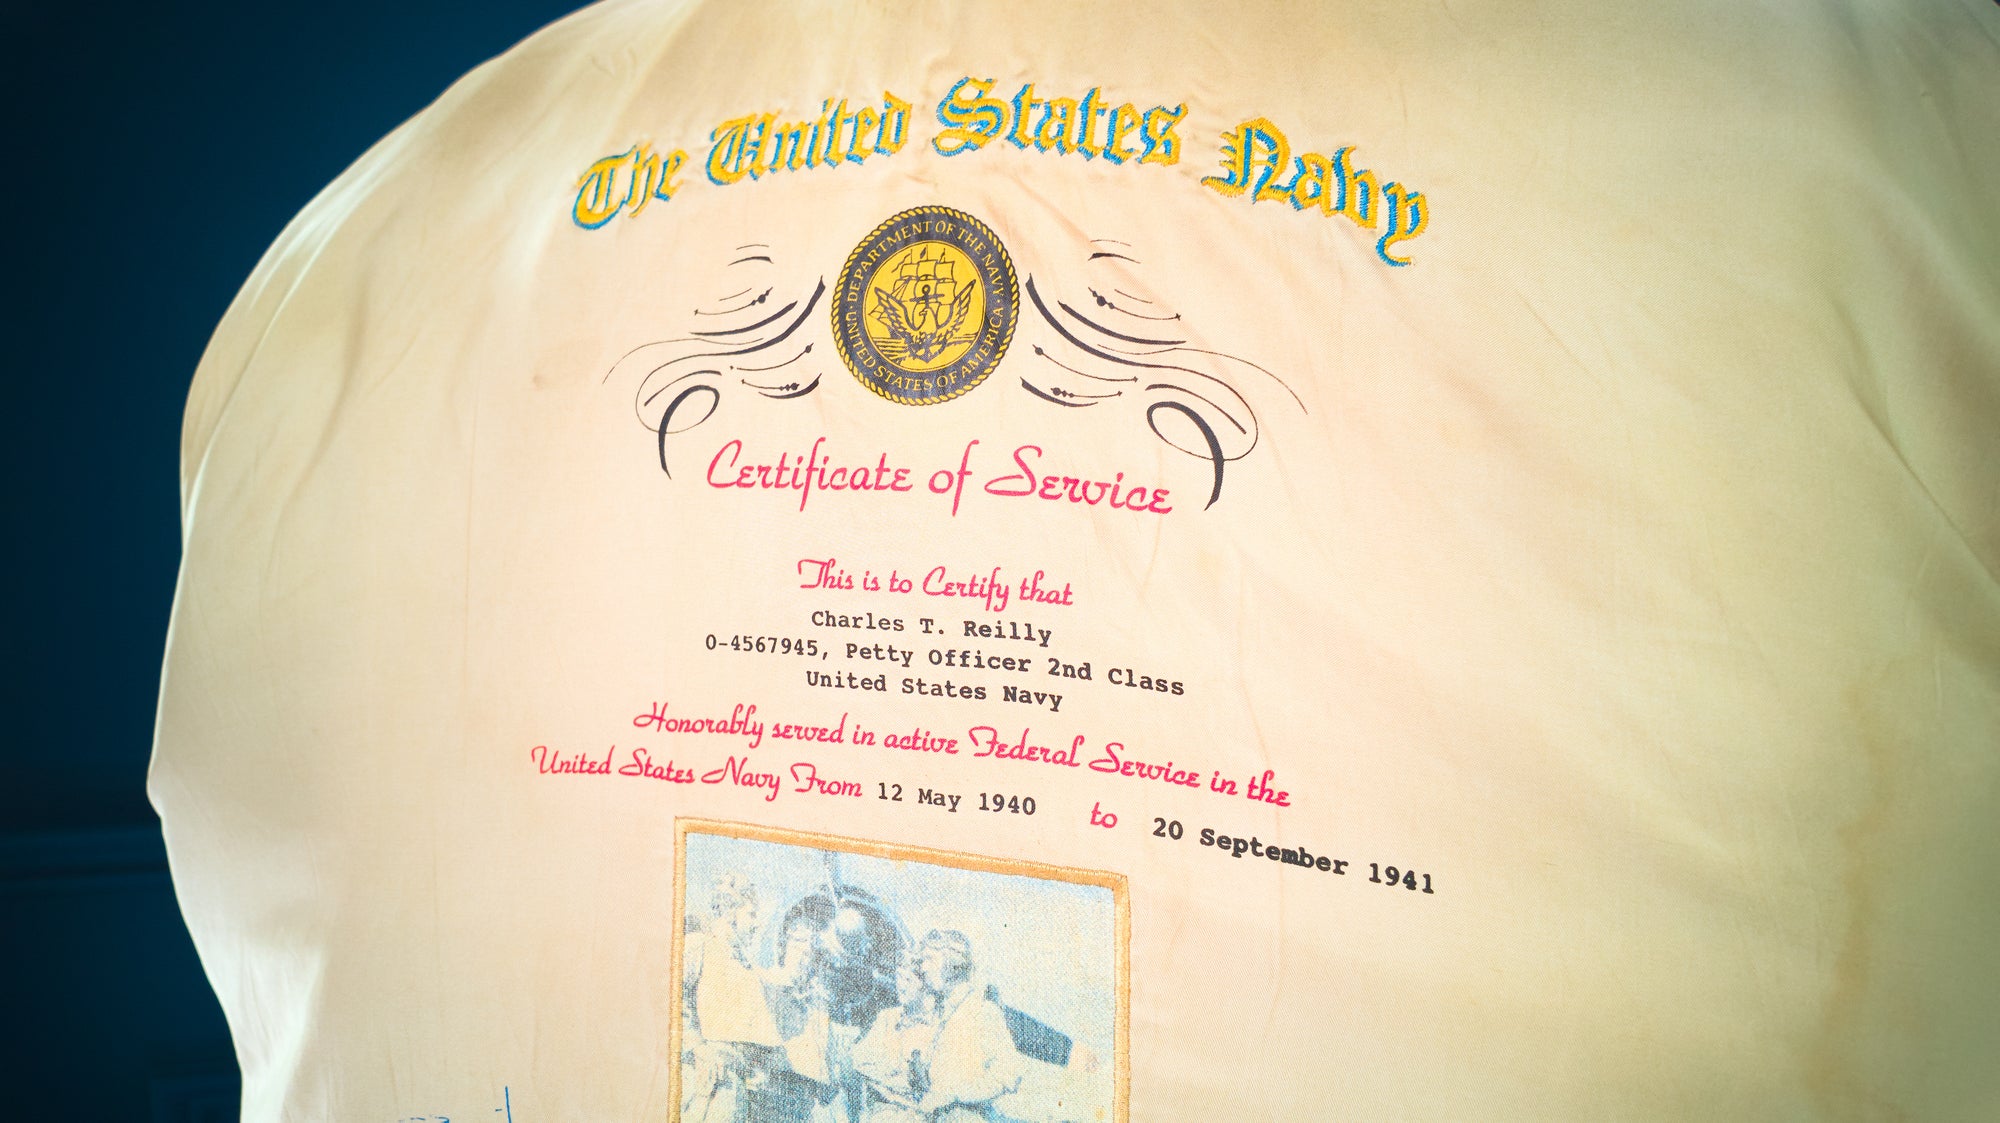 The United States Navy
DEPARTMENT OF THE NAVY
UNITED STATES OF AMERICA
Certificate of Service
This is to Certify that
Charles T. Reilly
O-4567945, Petty Officer 2nd Class
United States Navy
Honorably served in active Federal Service in the
United States Navy From 12 May 1940 to 20 September 1941